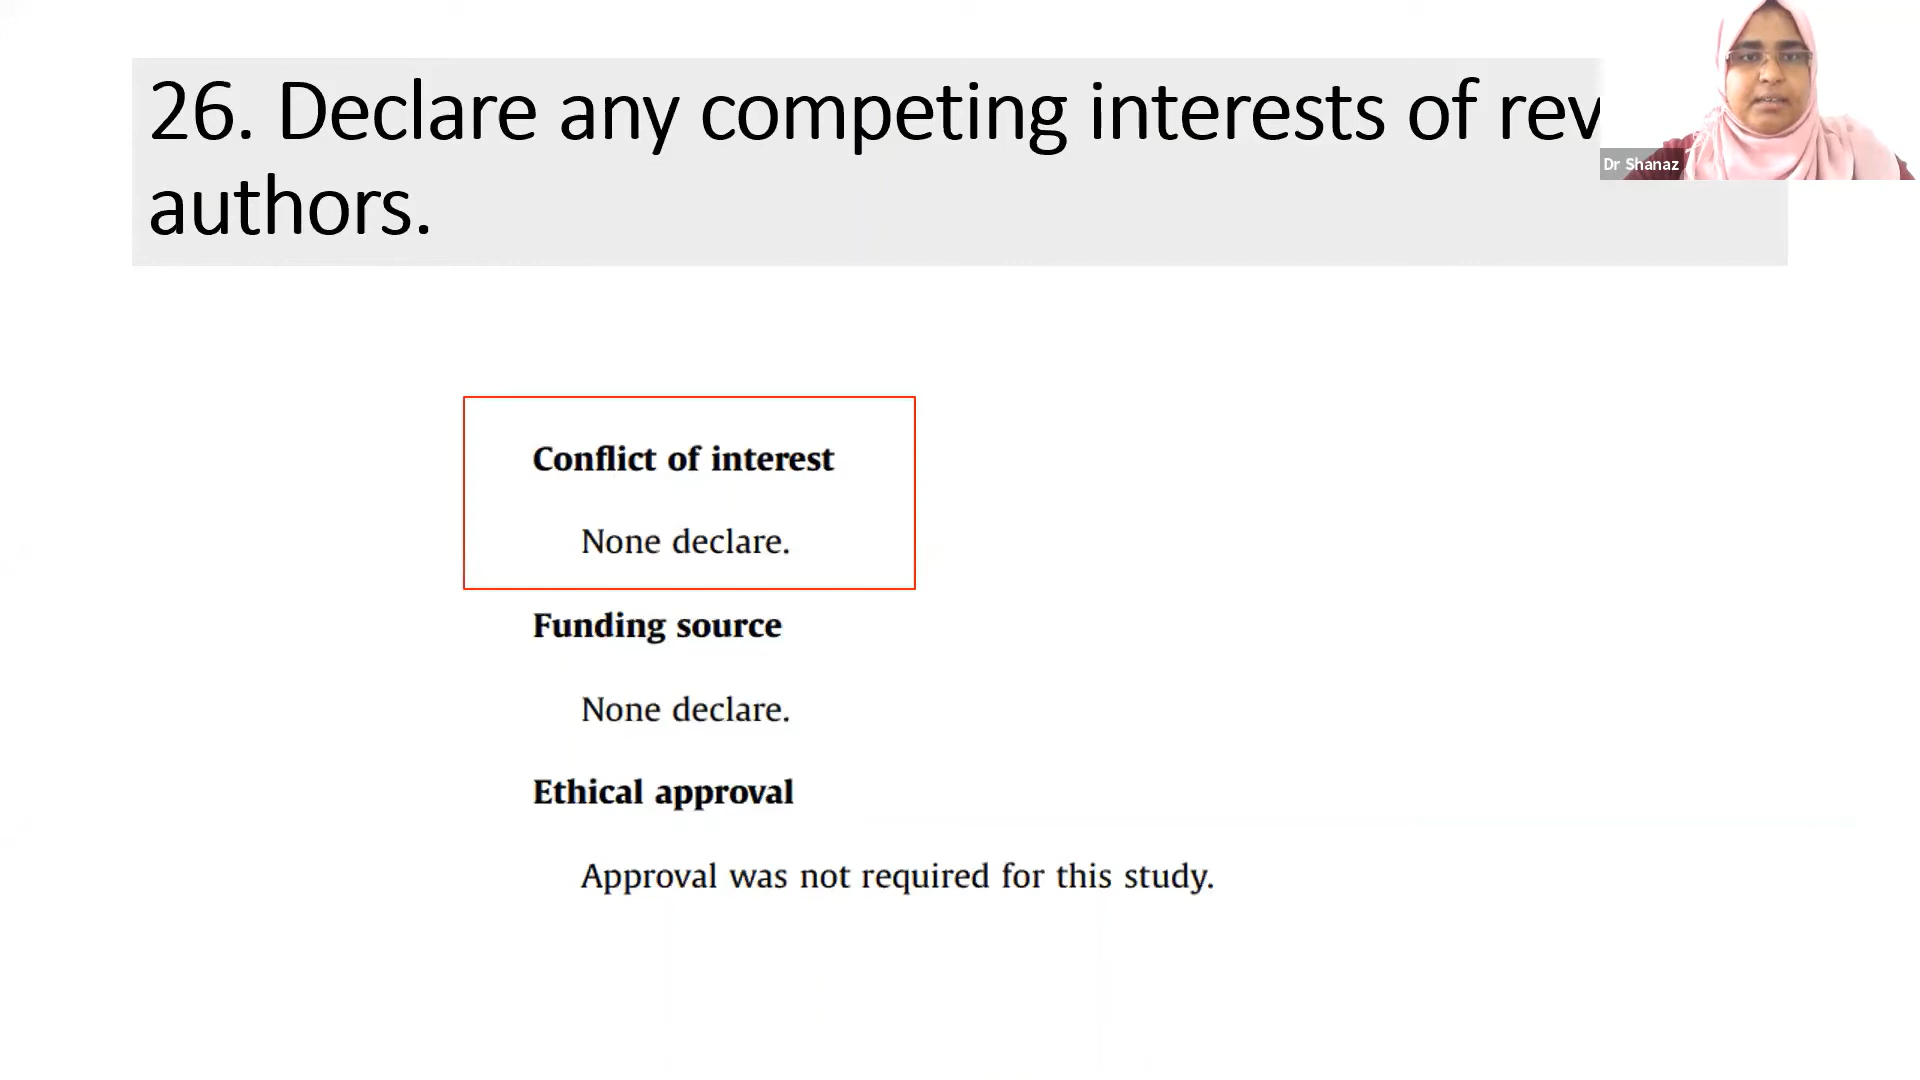 26. Declare any competing interests of rev
authors.
Dr Shanaz
Conflict of interest
None declare.
Funding source
None declare.
Ethical approval
Approval was not required for this study.